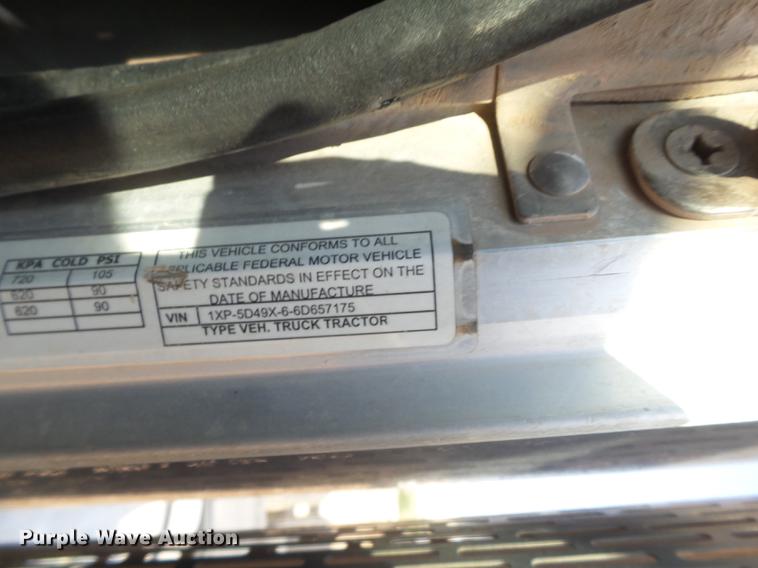 KPA COLD PSI
720 105
620 90
620 90
THIS VEHICLE CONFORMS TO ALL
APPLICABLE FEDERAL MOTOR VEHICLE
SAFETY STANDARDS IN EFFECT ON THE
DATE OF MANUFACTURE
VIN 1XP-5D49X-6-6D657175
TYPE VEH. TRUCK TRACTOR
Purple Wave Auction